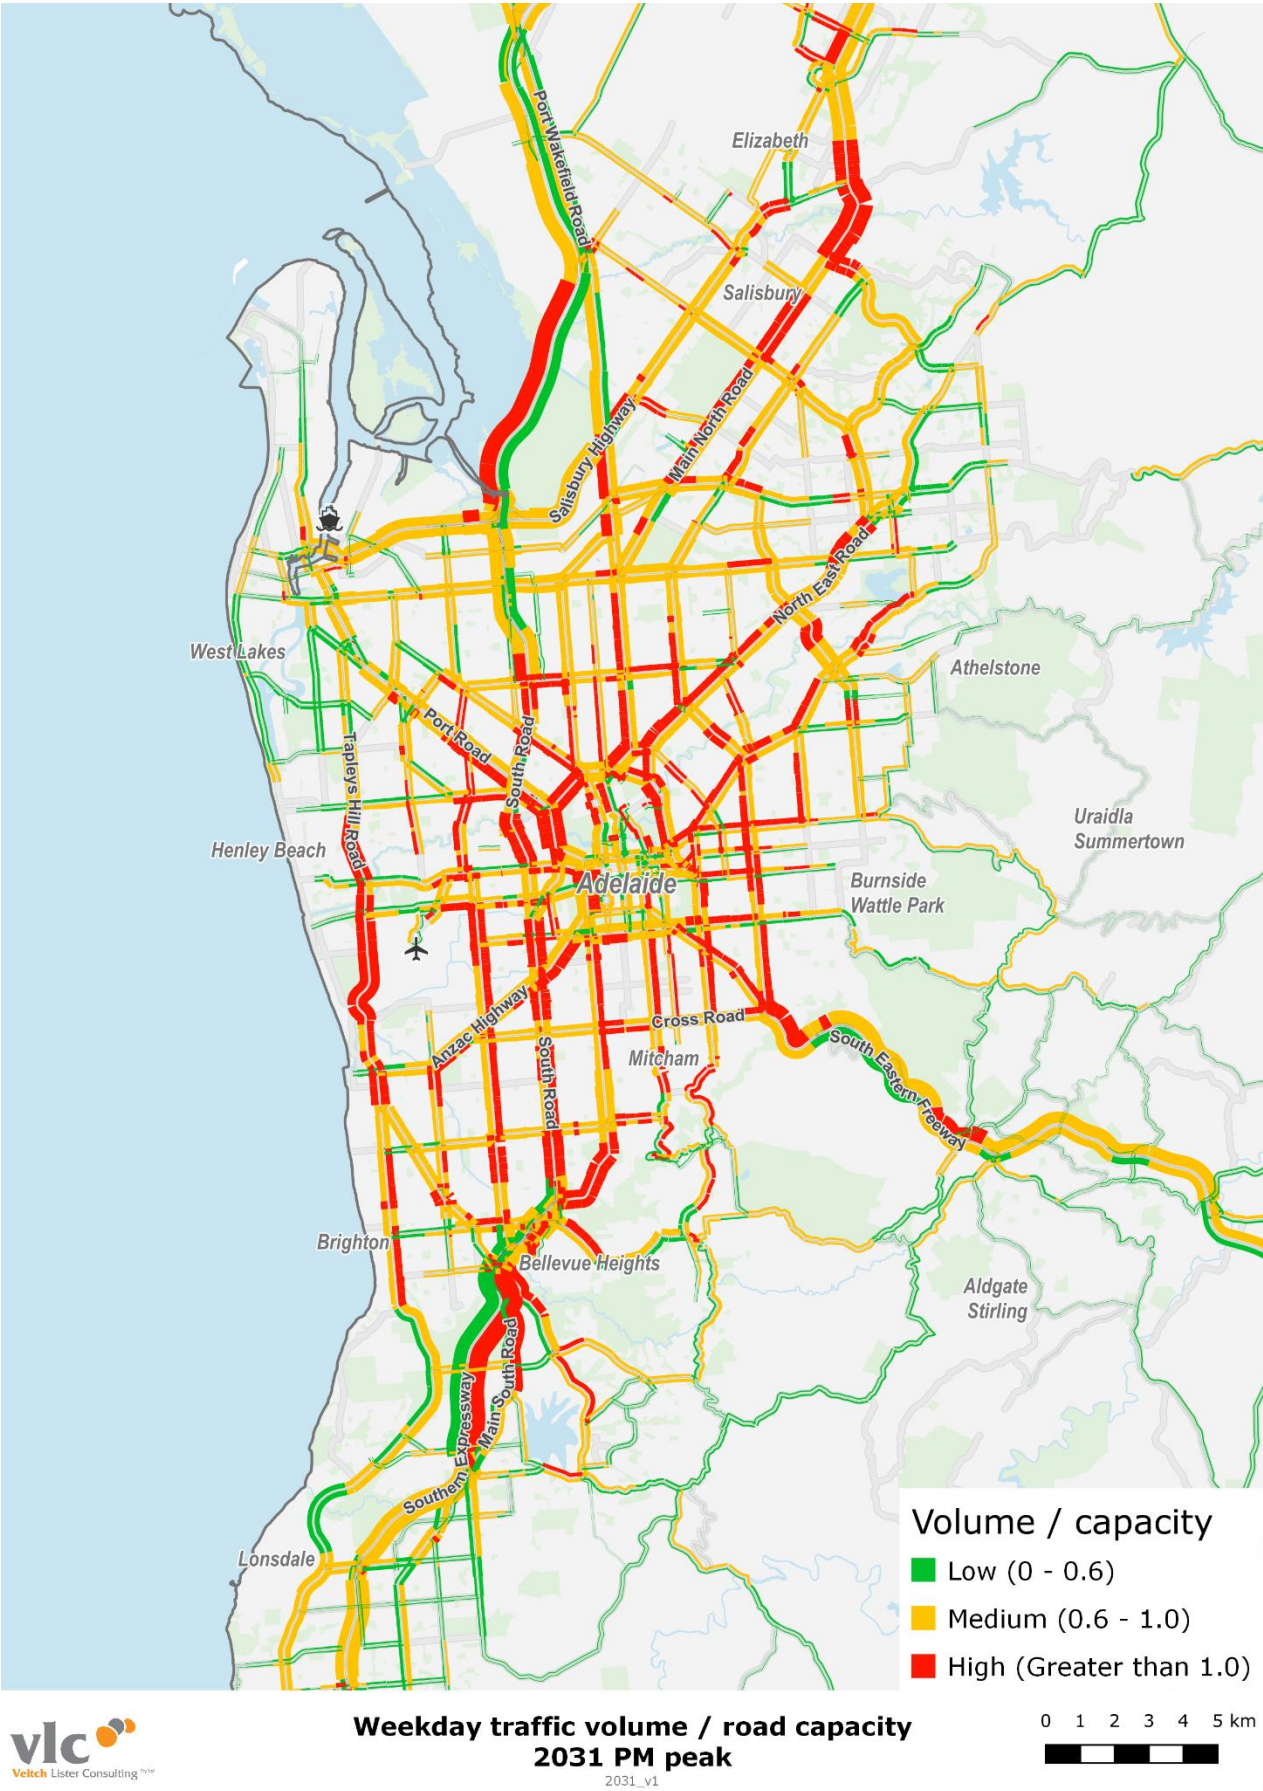 Port Wakefield Road
Elizabeth
Salisbury
Salisbury Highway
Main North Road
North East Road
West Lakes
Athelstone
Port Road
South Road
Tapleys Hill Road
Uraidla
Summertown
Henley Beach
Adelaide
Burnside
Wattle Park
Anzac Highway
Cross Road
South Road
Mitcham
South Eastern Freeway
Brighton
Bellevue Heights
Aldgate
Stirling
Main South Road
Southern Expressway
Lonsdale
Volume / capacity
Low (0 - 0.6)
Medium (0.6 - 1.0)
High (Greater than 1.0)
vlc
Veitch Lister Consulting
Weekday traffic volume / road capacity
2031 PM peak
2031_v1
0 1 2 3 4 5 km